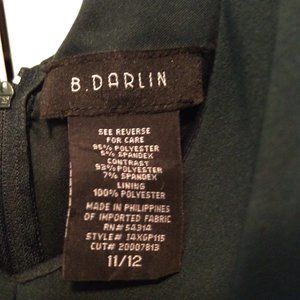 B.DARLIN
SEE REVERSE
FOR CARE
95% POLYESTER
5% SPANDEX
CONTRAST
93% POLYESTER
7% SPANDEX
LINING
100% POLYESTER
MADE IN PHILIPPINES
OF IMPORTED FABRIC
RN# 54314
STYLE# I4XGP115
CUT# 20007813
11/12